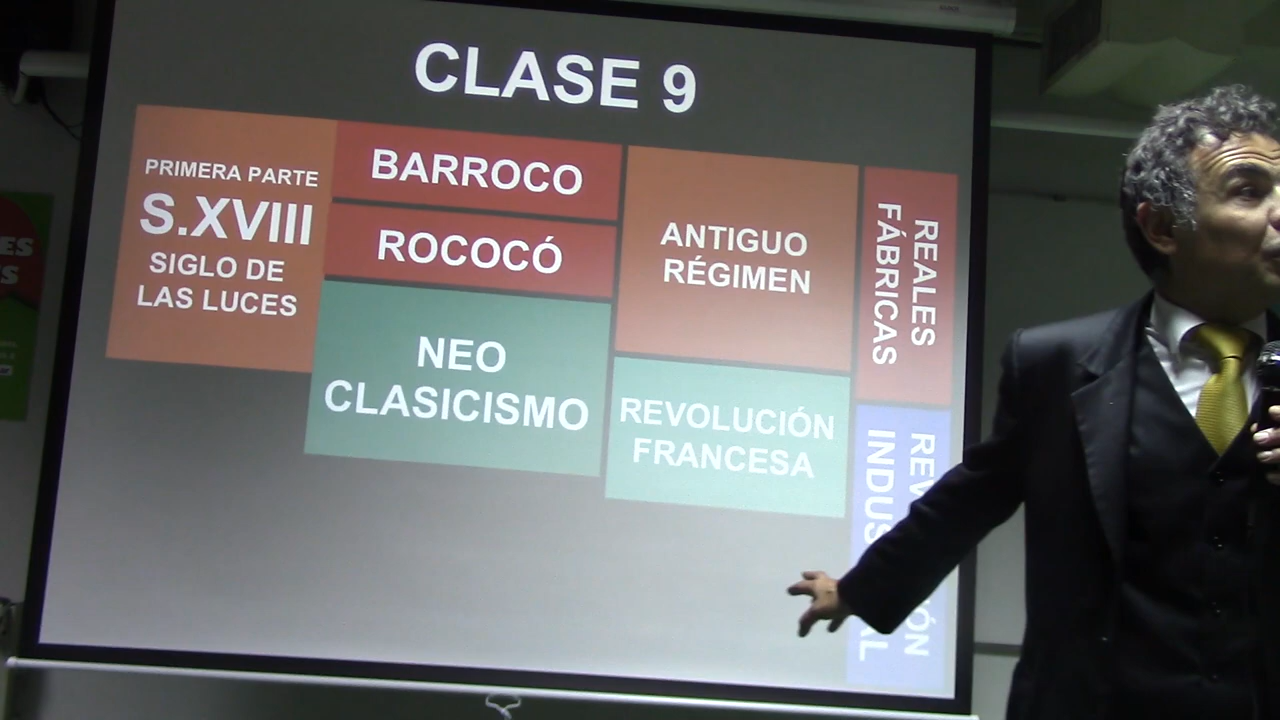 CLASE 9
PRIMERA PARTE
S.XVIII
SIGLO DE
LAS LUCES
BARROCO
ROCOCÓ
NEO
CLASICISMO
ANTIGUO
RÉGIMEN
REVOLUCIÓN
FRANCESA
REALES
FÁBRICAS